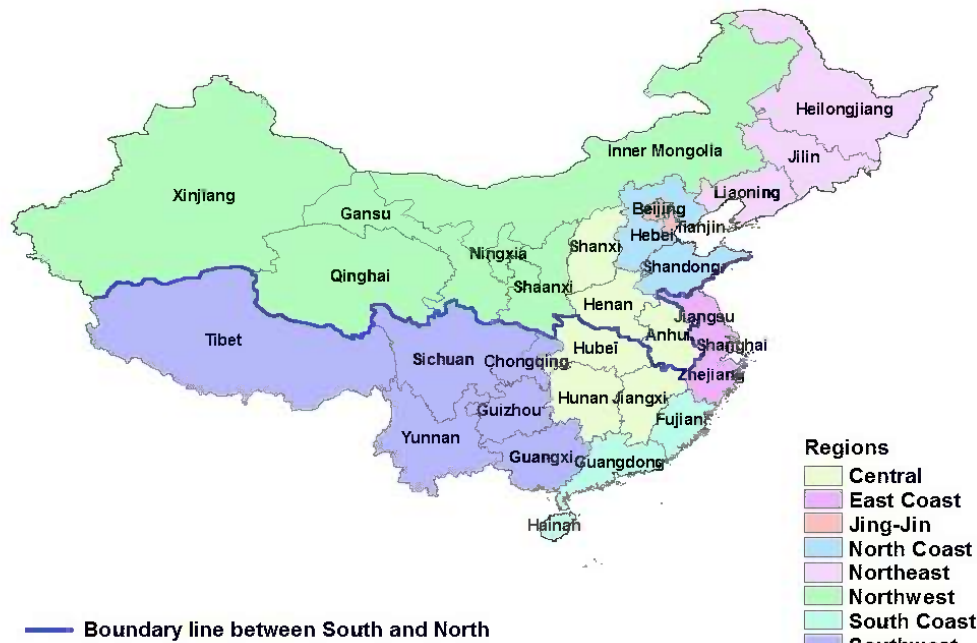 Heilongjiang
Inner Mongolia
Jilin
Xinjiang
Liaoning
Gansu
Beijing
Tianjin
Hebei
Shanxi
Ningxia
Shandong
Qinghai
Shaanxi
Henan
Jiangsu
Anhui
Tibet
Hubei
Shanghai
Sichuan
Chongqing
Zhejiang
Hunan
Jiangxi
Guizhou
Fujian
Yunnan
Guangxi
Guangdong
Hainan
Regions
Central
East Coast
Jing-Jin
North Coast
Northeast
Northwest
South Coast
Southwest
Boundary line between South and North